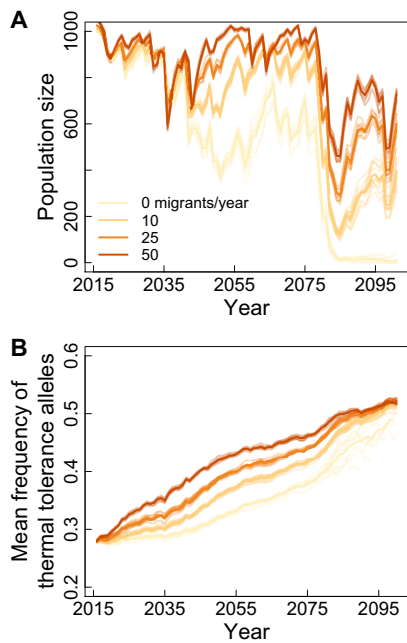 A
Population size
1000
600
200
0
0 migrants/year
10
25
50
2015
2035
2055
2075
2095
Year
B
Mean frequency of
thermal tolerance alleles
0.6
0.5
0.4
0.3
0.2
2015
2035
2055
2075
2095
Year